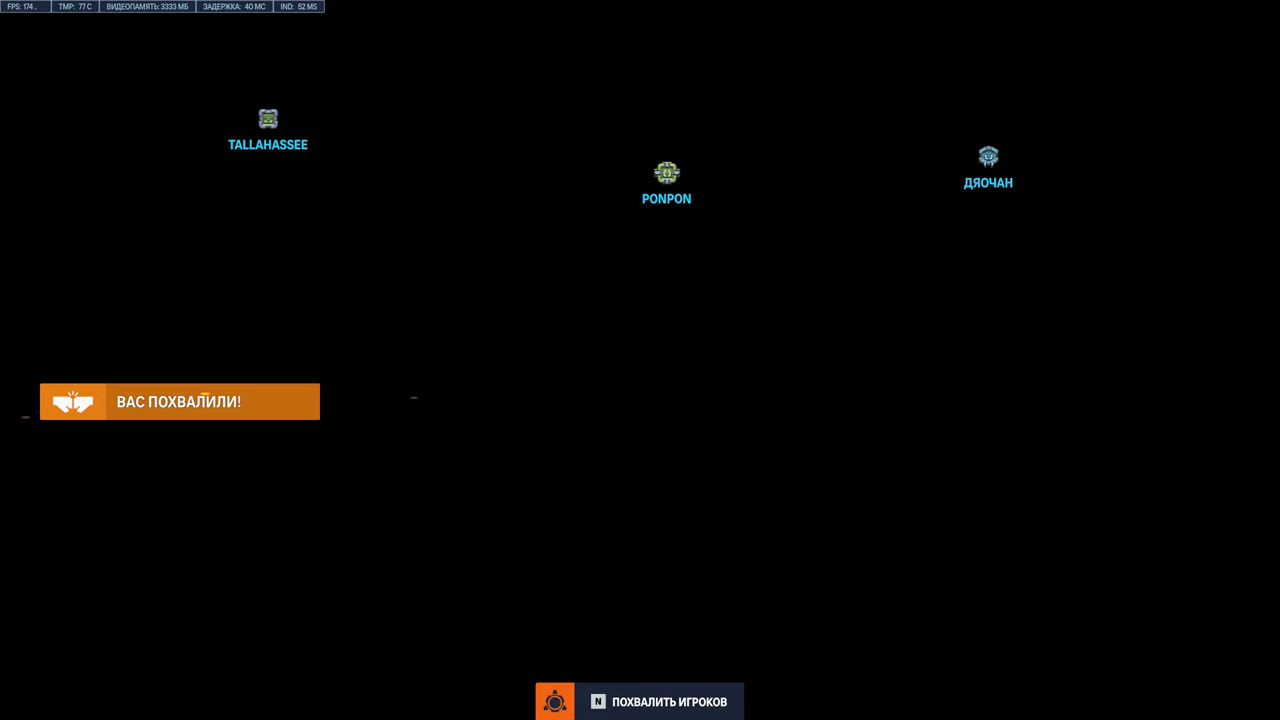 FPS: 174.. TMP: 77 C ВИДЕОПАМЯТЬ: 3333 МБ ЗАДЕРЖКА: 40 МС IND: 52 MS
TALLAHASSEE
PONPON
ДЯОЧАН
ВАС ПОХВАЛИЛИ!
N ПОХВАЛИТЬ ИГРОКОВ